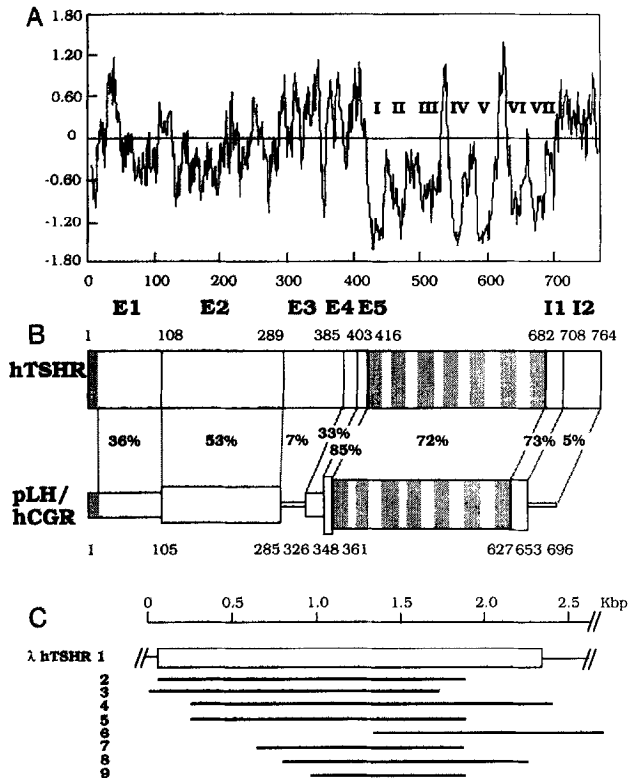 A
1.80
1.20
0.60
0
-0.60
-1.20
-1.80
I II III IV V VI VII
0 100 200 300 400 500 600 700
E1 E2 E3 E4 E5 I1 I2
B
1 108 289 385 403 416 682 708 764
hTSHR
36% 53% 7% 33% 85% 72% 73% 5%
pLH/
hCGR
1 105 285 326 348 361 627 653 696
C
0 0.5 1.0 1.5 2.0 2.5 Kbp
λ hTSHR 1
2
3
4
5
6
7
8
9